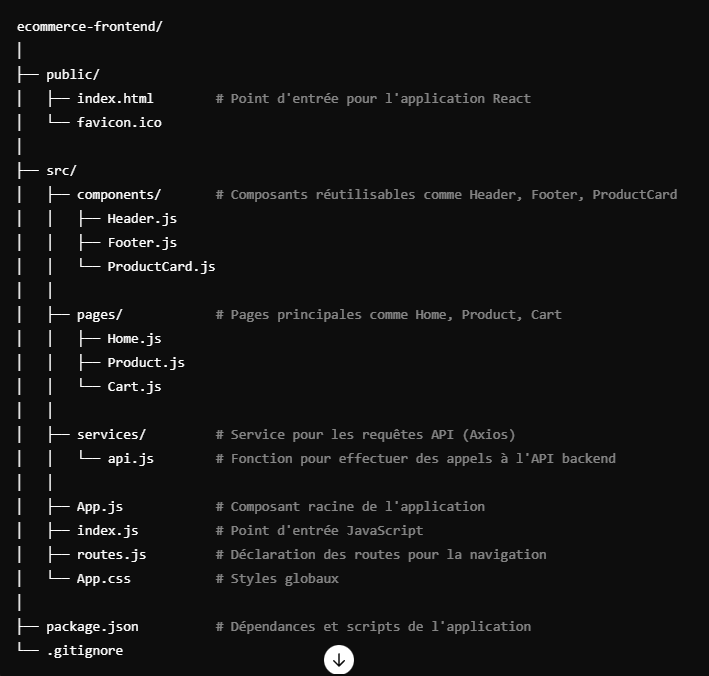 ecommerce-frontend/
│
├── public/
│   ├── index.html        # Point d'entrée pour l'application React
│   └── favicon.ico
│
├── src/
│   ├── components/       # Composants réutilisables comme Header, Footer, ProductCard
│   │   ├── Header.js
│   │   ├── Footer.js
│   │   └── ProductCard.js
│   │
│   ├── pages/            # Pages principales comme Home, Product, Cart
│   │   ├── Home.js
│   │   ├── Product.js
│   │   └── Cart.js
│   │
│   ├── services/         # Service pour les requêtes API (Axios)
│   │   └── api.js        # Fonction pour effectuer des appels à l'API backend
│   │
│   ├── App.js            # Composant racine de l'application
│   ├── index.js          # Point d'entrée JavaScript
│   ├── routes.js         # Déclaration des routes pour la navigation
│   └── App.css           # Styles globaux
│
├── package.json          # Dépendances et scripts de l'application
└── .gitignore